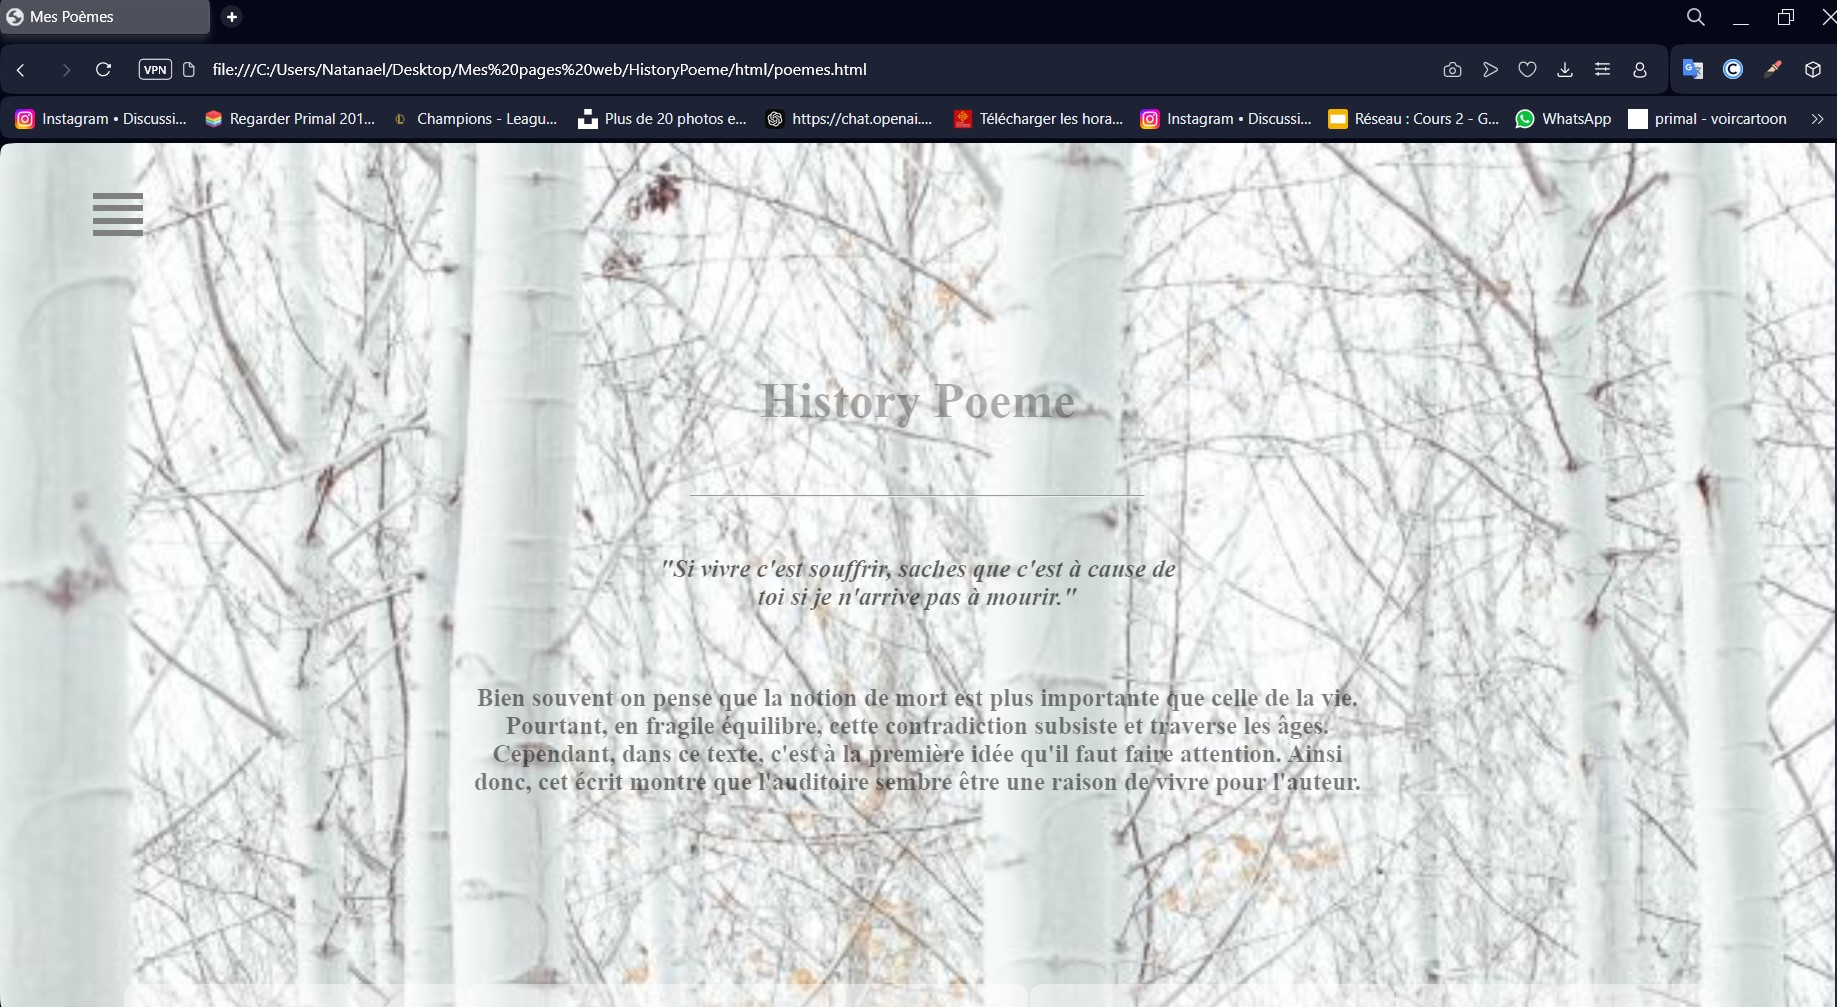 Mes Poèmes
VPN
file:///C:/Users/Natanael/Desktop/Mes%20pages%20web/HistoryPoeme/html/poemes.html
Instagram • Discussi... Regarder Primal 201... Champions - Leagu... Plus de 20 photos e... https://chat.openai.... Télécharger les hora... Instagram • Discussi... Réseau : Cours 2 - G... WhatsApp primal - voircartoon
History Poeme
"Si vivre c'est souffrir, saches que c'est à cause de
toi si je n'arrive pas à mourir."
Bien souvent on pense que la notion de mort est plus importante que celle de la vie.
Pourtant, en fragile équilibre, cette contradiction subsiste et traverse les âges.
Cependant, dans ce texte, c'est à la première idée qu'il faut faire attention. Ainsi
donc, cet écrit montre que l'auditoire sembre être une raison de vivre pour l'auteur.